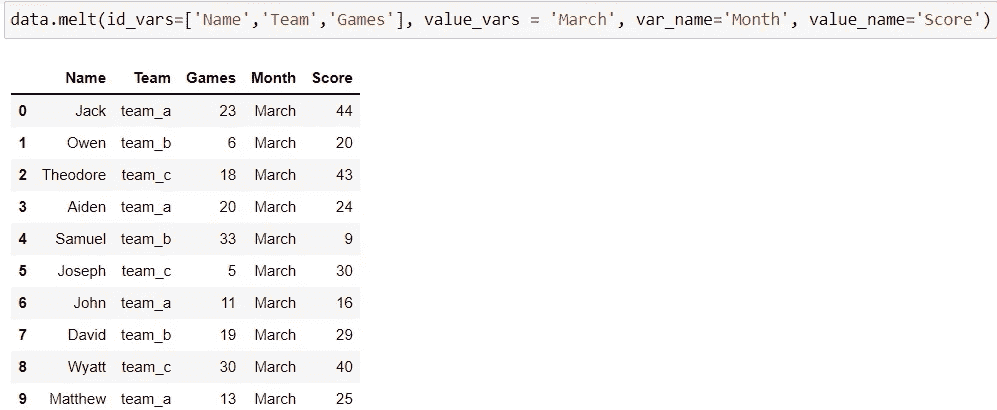 data.melt(id_vars=['Name','Team','Games'], value_vars = 'March', var_name='Month', value_name='Score')
Name Team Games Month Score
0 Jack team_a 23 March 44
1 Owen team_b 6 March 20
2 Theodore team_c 18 March 43
3 Aiden team_a 20 March 24
4 Samuel team_b 33 March 9
5 Joseph team_c 5 March 30
6 John team_a 11 March 16
7 David team_b 19 March 29
8 Wyatt team_c 30 March 40
9 Matthew team_a 13 March 25